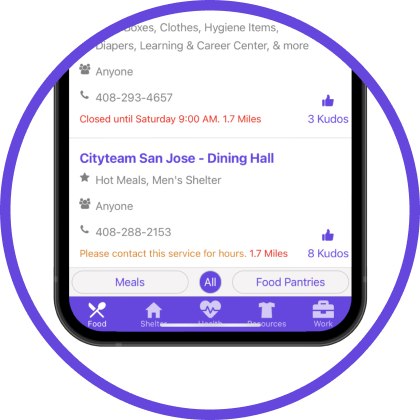 Boxes, Clothes, Hygiene Items,
Diapers, Learning & Career Center, & more
Anyone
408-293-4657
Closed until Saturday 9:00 AM. 1.7 Miles
3 Kudos
Cityteam San Jose - Dining Hall
Hot Meals, Men's Shelter
Anyone
408-288-2153
Please contact this service for hours. 1.7 Miles
8 Kudos
Meals All Food Pantries
Food Shelter Health Resources Work